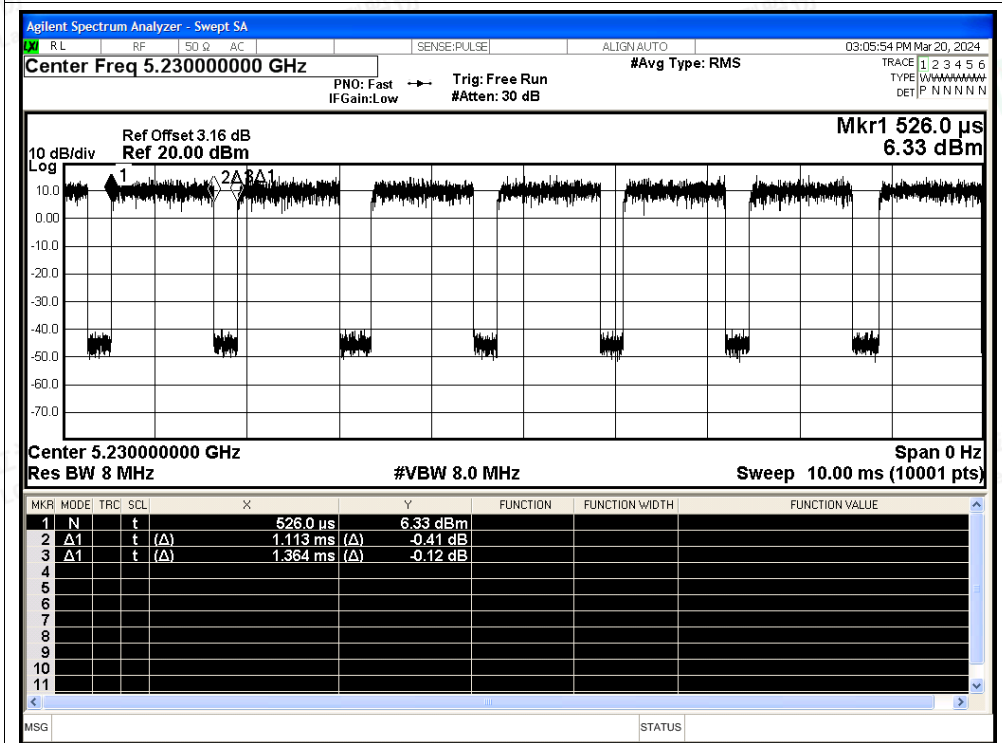 Agilent Spectrum Analyzer - Swept SA
LXI RL RF 50 Ω AC SENSE:PULSE ALIGN AUTO 03:05:54 PM Mar 20, 2024
Center Freq 5.230000000 GHz #Avg Type: RMS TRACE 1 2 3 4 5 6
PNO: Fast Trig: Free Run TYPE WWWWWW
IFGain:Low #Atten: 30 dB DET P N N N N N
Mkr1 526.0 µs
Ref Offset 3.16 dB
10 dB/div Ref 20.00 dBm 6.33 dBm
Log
1 2Δ1 3Δ1
10.0
0.00
-10.0
-20.0
-30.0
-40.0
-50.0
-60.0
-70.0
Center 5.230000000 GHz Span 0 Hz
Res BW 8 MHz #VBW 8.0 MHz Sweep 10.00 ms (10001 pts)
MKR MODE TRC SCL X Y FUNCTION FUNCTION WIDTH FUNCTION VALUE
1 N t 526.0 µs 6.33 dBm
2 Δ1 t (Δ) 1.113 ms (Δ) -0.41 dB
3 Δ1 t (Δ) 1.364 ms (Δ) -0.12 dB
4
5
6
7
8
9
10
11
MSG STATUS